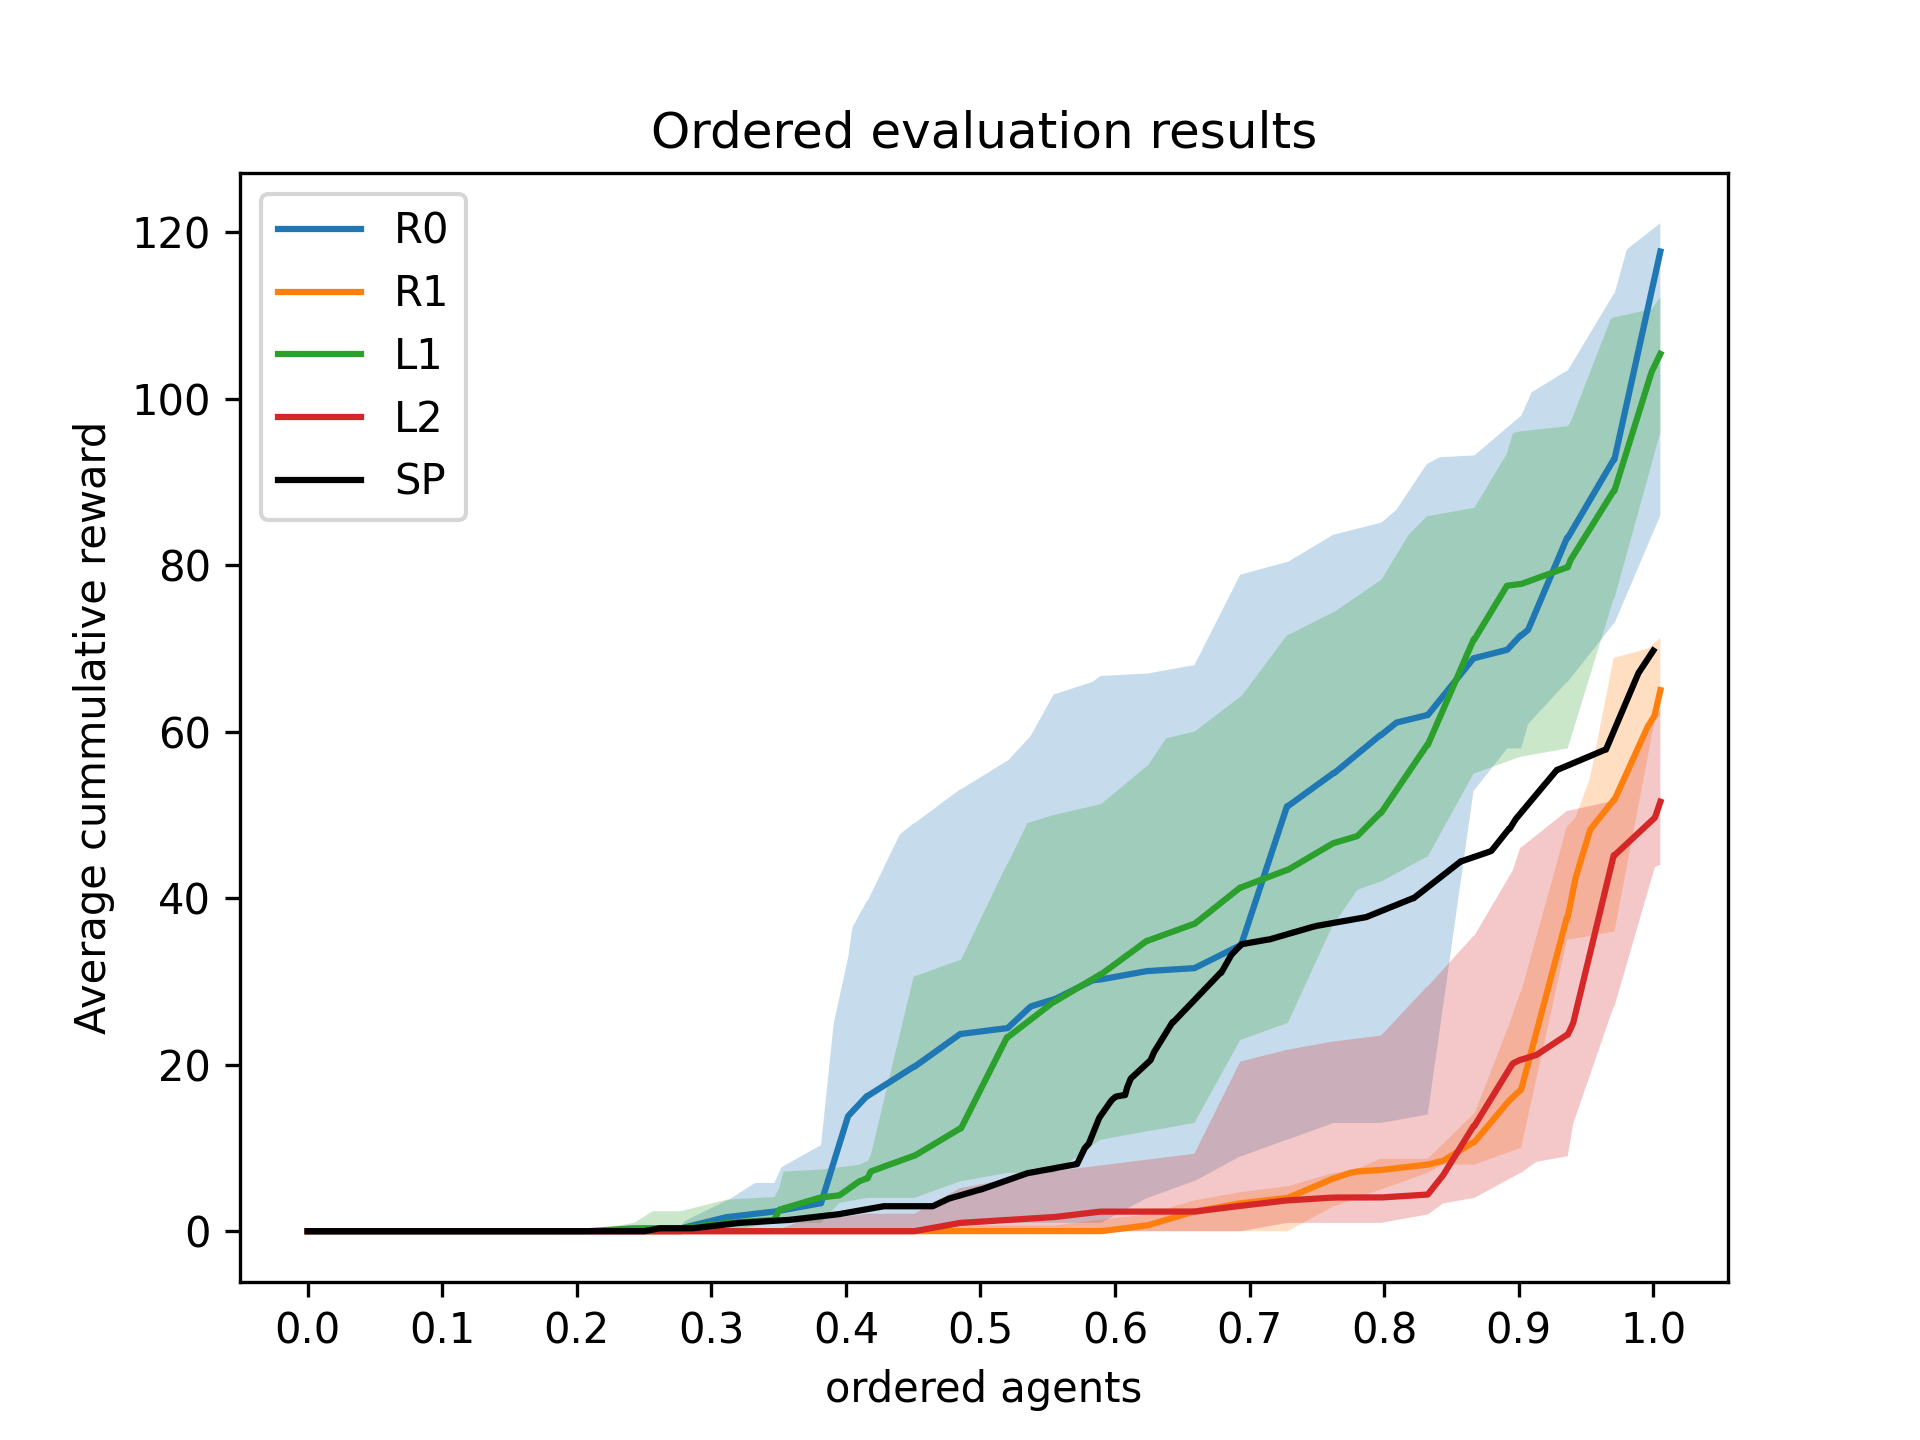 Ordered evaluation results
R0
R1
L1
L2
SP
120
100
80
60
40
20
0
Average cummulative reward
0.0 0.1 0.2 0.3 0.4 0.5 0.6 0.7 0.8 0.9 1.0
ordered agents